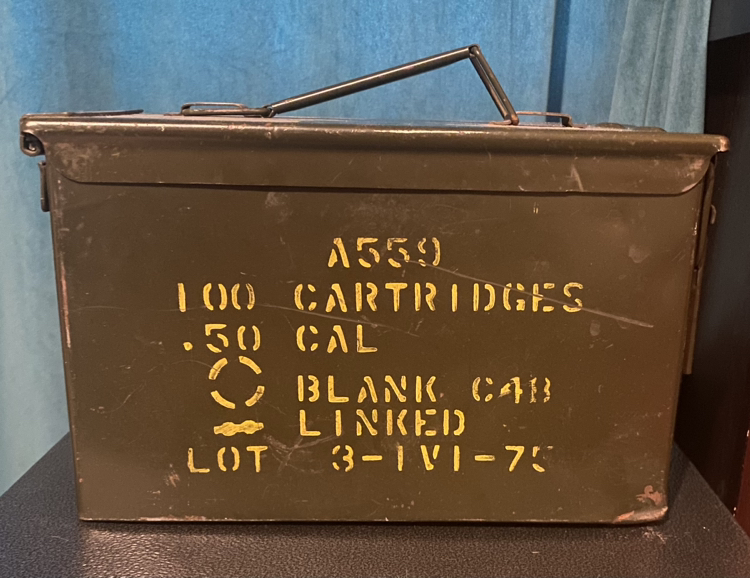 A559
100 CARTRIDGES
.50 CAL
BLANK C4B
LINKED
LOT 3-IVI-75